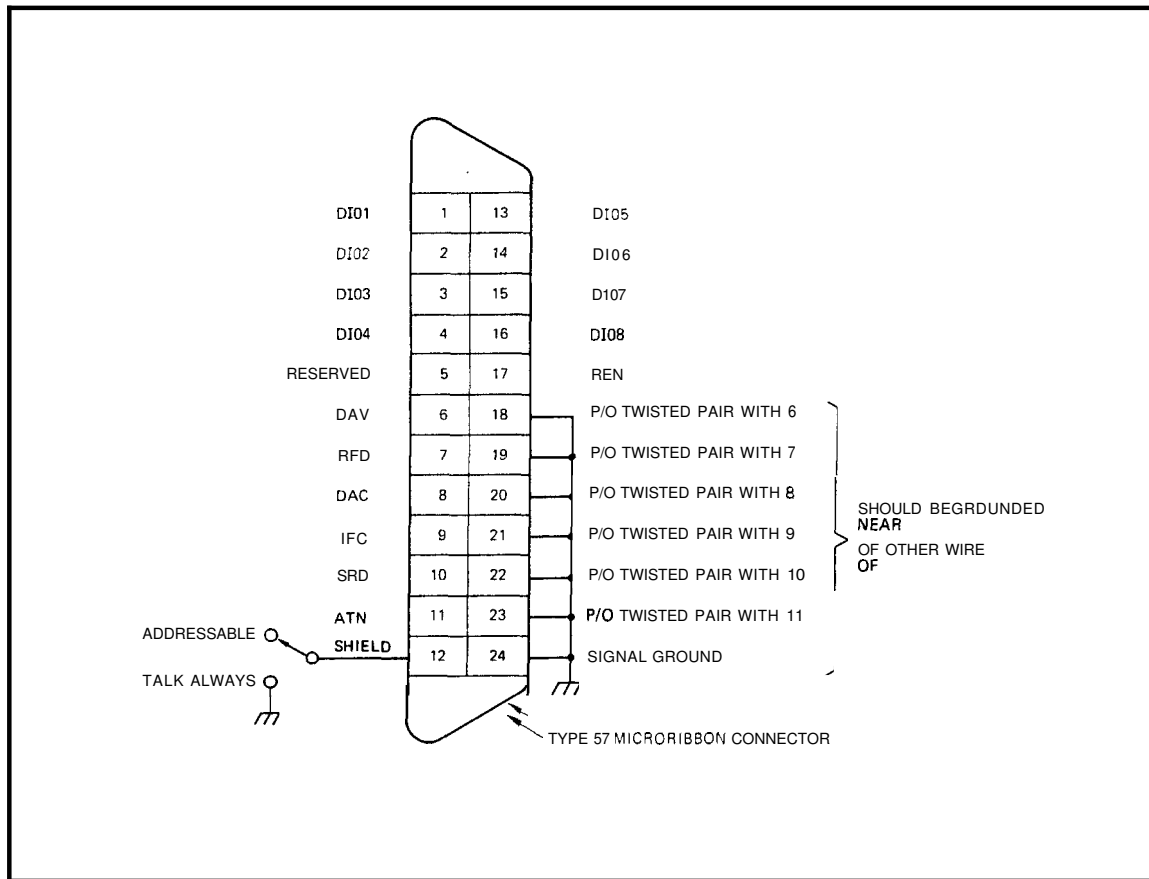 DI01 1 13 DI05
DI02 2 14 DI06
DI03 3 15 D107
DI04 4 16 DI08
RESERVED 5 17 REN
DAV 6 18 P/O TWISTED PAIR WITH 6
RFD 7 19 P/O TWISTED PAIR WITH 7
DAC 8 20 P/O TWISTED PAIR WITH 8
IFC 9 21 P/O TWISTED PAIR WITH 9
SRD 10 22 P/O TWISTED PAIR WITH 10
ATN 11 23 P/O TWISTED PAIR WITH 11
SHIELD 12 24 SIGNAL GROUND
SHOULD BEGRDUNDED
NEAR
OF OTHER WIRE
OF
ADDRESSABLE
TALK ALWAYS
TYPE 57 MICRORIBBON CONNECTOR